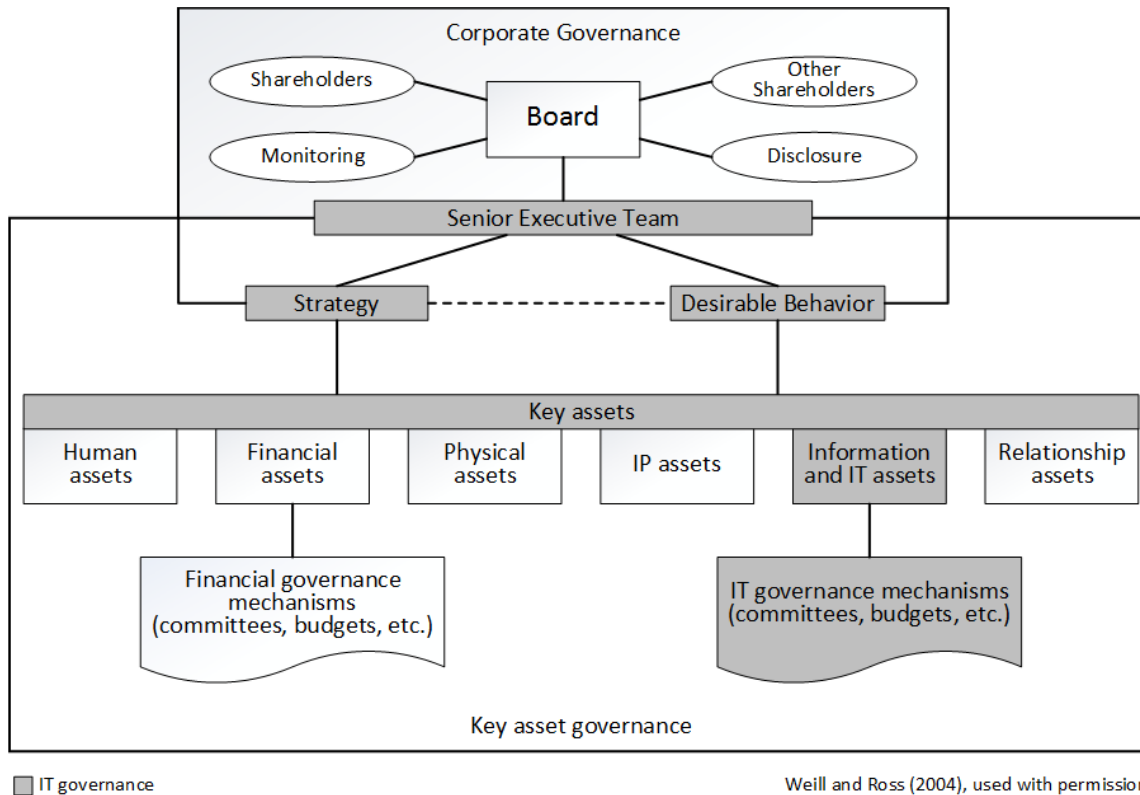 Corporate Governance
Shareholders
Other
Shareholders
Board
Monitoring
Disclosure
Senior Executive Team
Strategy
Desirable Behavior
Key assets
Human
assets
Financial
assets
Physical
assets
IP assets
Information
and IT assets
Relationship
assets
Financial governance
mechanisms
(committees, budgets, etc.)
IT governance mechanisms
(committees, budgets, etc.)
Key asset governance
IT governance
Weill and Ross (2004), used with permission